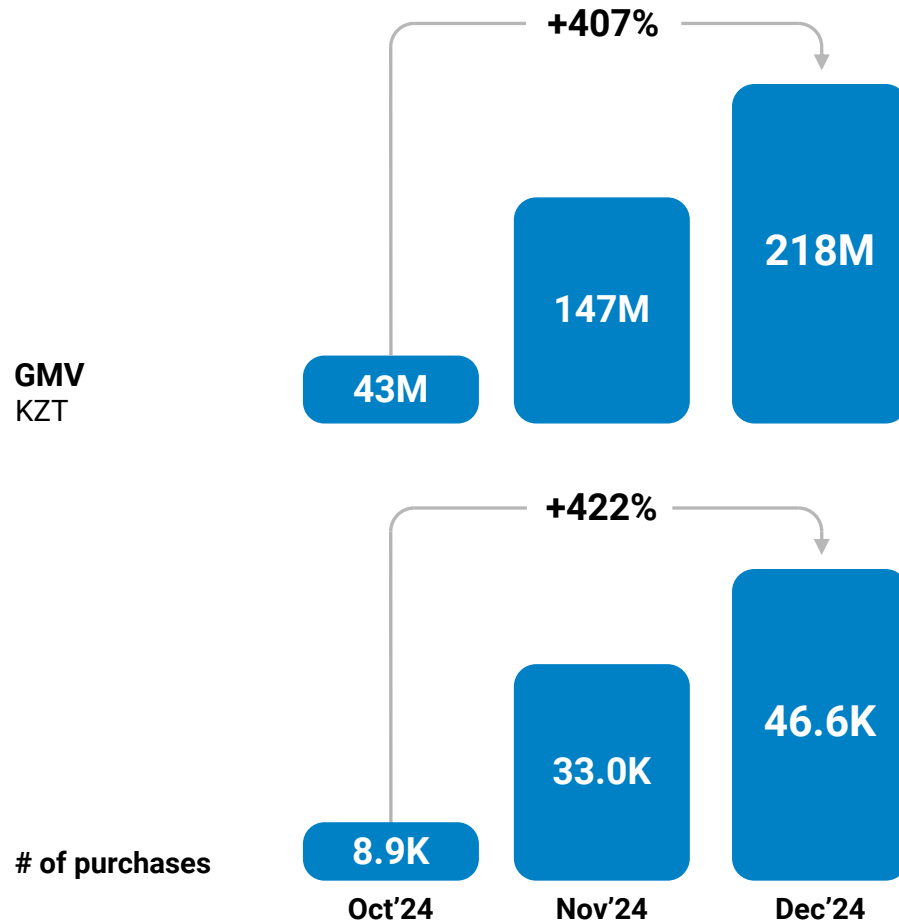 +407%
218M
147M
GMV
KZT
43M
+422%
46.6K
33.0K
# of purchases
8.9K
Oct’24 Nov’24 Dec’24